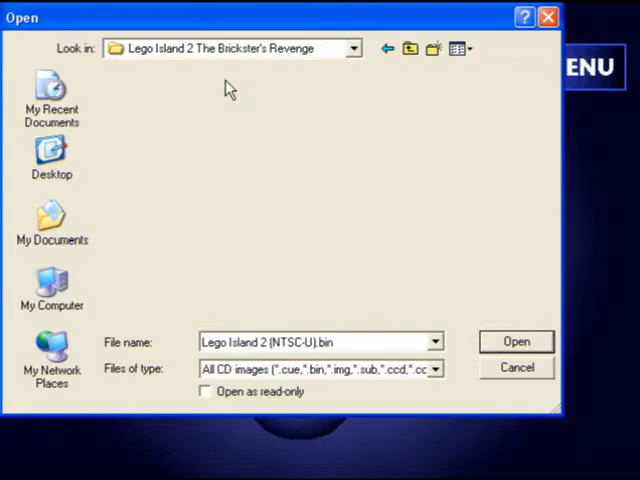 Open
Look in: Lego Island 2 The Brickster's Revenge
ENU
My Recent
Documents
Desktop
My Documents
My Computer
My Network
Places
File name: Lego Island 2 (NTSC-U).bin Open
Files of type: All CD images (*.cue,*.bin,*.img,*.sub,*.ccd,*.cc Cancel
Open as read-only